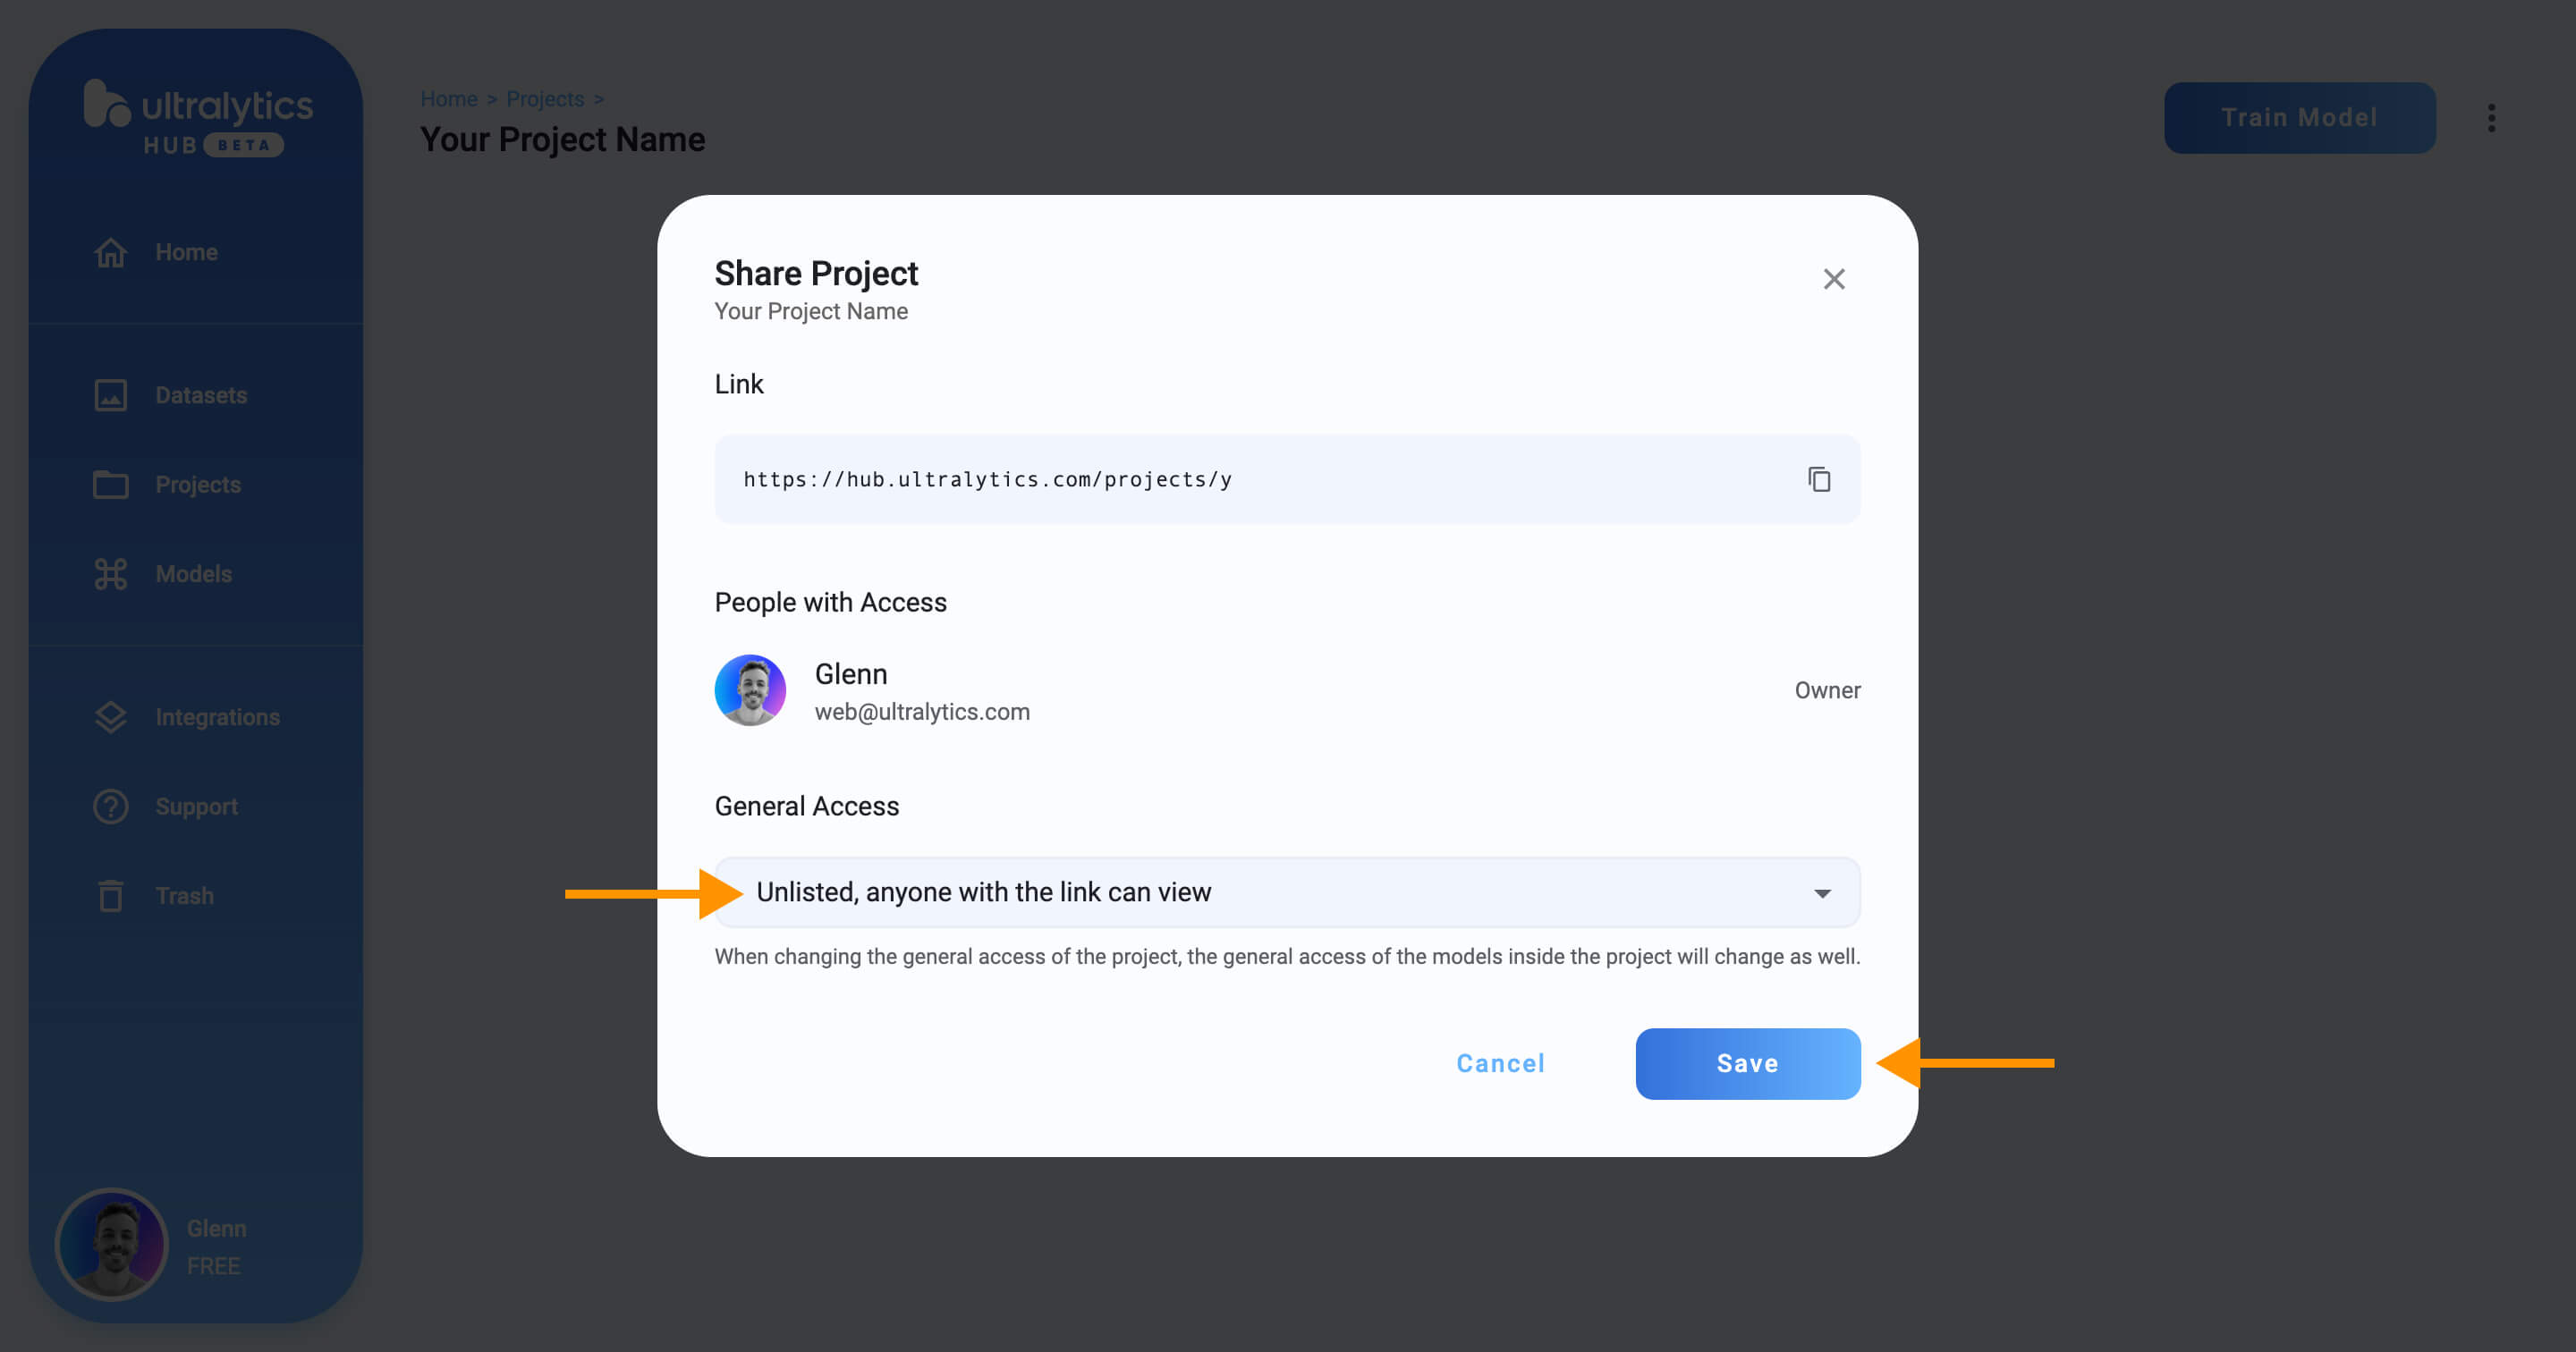 ultralytics
HUB BETA
Home
Datasets
Projects
Models
Integrations
Support
Trash
Glenn
FREE
Home > Projects >
Your Project Name
Train Model
Share Project
Your Project Name
Link
https://hub.ultralytics.com/projects/y
People with Access
Glenn
web@ultralytics.com
Owner
General Access
Unlisted, anyone with the link can view
When changing the general access of the project, the general access of the models inside the project will change as well.
Cancel
Save